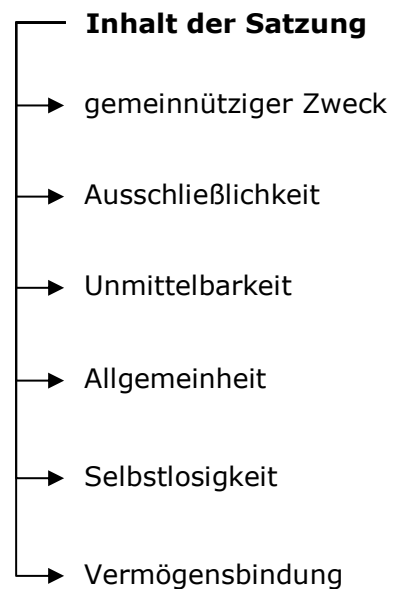 Inhalt der Satzung
gemeinnütziger Zweck
Ausschließlichkeit
Unmittelbarkeit
Allgemeinheit
Selbstlosigkeit
Vermögensbindung